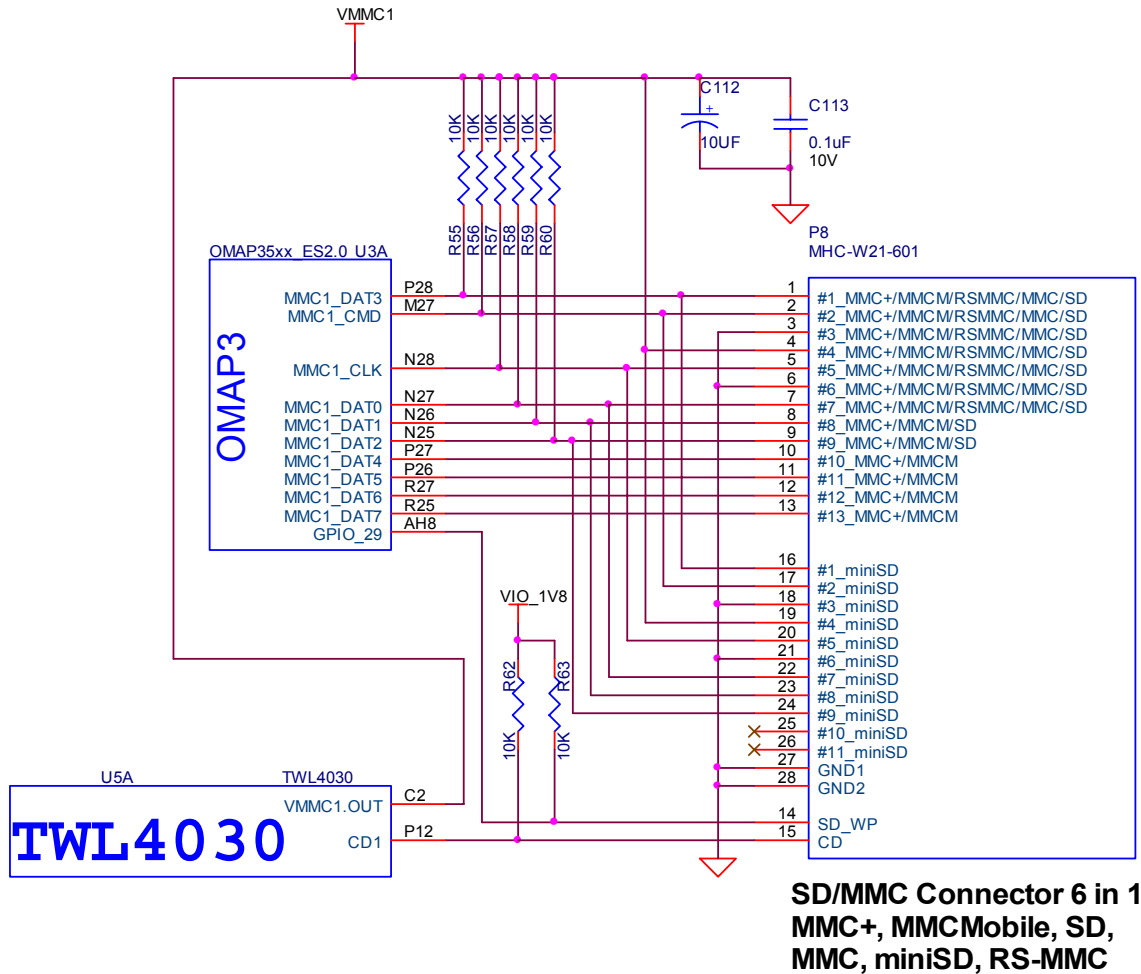 VMMC1
C112
10UF
C113
0.1uF
10V
10K
10K
10K
10K
10K
10K
R55
R56
R57
R58
R59
R60
P8
MHC-W21-601
OMAP35xx_ES2.0 U3A
OMAP3
MMC1_DAT3 P28
MMC1_CMD M27
MMC1_CLK N28
MMC1_DAT0 N27
MMC1_DAT1 N26
MMC1_DAT2 N25
MMC1_DAT4 P27
MMC1_DAT5 P26
MMC1_DAT6 R27
MMC1_DAT7 R25
GPIO_29 AH8
1 #1_MMC+/MMCM/RSMMC/MMC/SD
2 #2_MMC+/MMCM/RSMMC/MMC/SD
3 #3_MMC+/MMCM/RSMMC/MMC/SD
4 #4_MMC+/MMCM/RSMMC/MMC/SD
5 #5_MMC+/MMCM/RSMMC/MMC/SD
6 #6_MMC+/MMCM/RSMMC/MMC/SD
7 #7_MMC+/MMCM/RSMMC/MMC/SD
8 #8_MMC+/MMCM/SD
9 #9_MMC+/MMCM/SD
10 #10_MMC+/MMCM
11 #11_MMC+/MMCM
12 #12_MMC+/MMCM
13 #13_MMC+/MMCM
16 #1_miniSD
17 #2_miniSD
18 #3_miniSD
19 #4_miniSD
20 #5_miniSD
21 #6_miniSD
22 #7_miniSD
23 #8_miniSD
24 #9_miniSD
25 #10_miniSD
26 #11_miniSD
27 GND1
28 GND2
14 SD_WP
15 CD
VIO_1V8
R62
R63
10K
10K
U5A TWL4030
TWL4030
VMMC1.OUT C2
CD1 P12
SD/MMC Connector 6 in 1
MMC+, MMCMobile, SD,
MMC, miniSD, RS-MMC